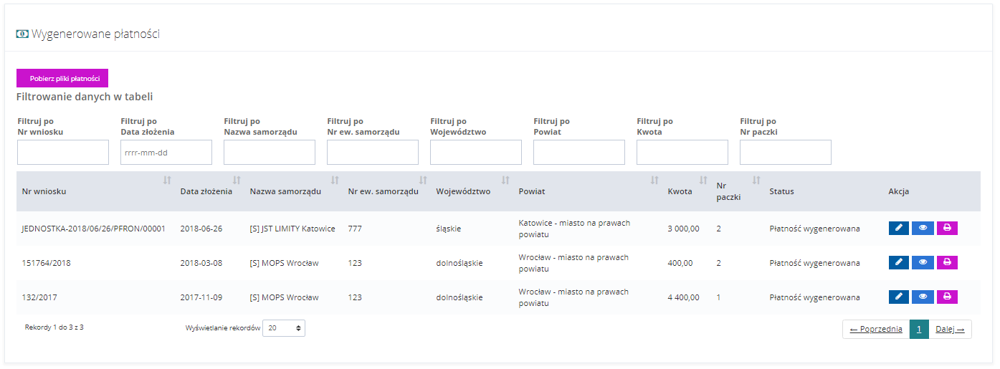 Wygenerowane płatności
Pobierz pliki płatności
Filtrowanie danych w tabeli
Filtruj po Filtruj po Filtruj po Filtruj po Filtruj po Filtruj po Filtruj po Filtruj po
Nr wniosku Data złożenia Nazwa samorządu Nr ew. samorządu Województwo Powiat Kwota Nr paczki
rrrr-mm-dd
Nr wniosku Data złożenia Nazwa samorządu Nr ew. samorządu Województwo Powiat Kwota Nr paczki Status Akcja
JEDNOSTKA-2018/06/26/PFRON/00001 2018-06-26 [S] JST LIMITY Katowice 777 śląskie Katowice - miasto na prawach powiatu 3 000,00 2 Płatność wygenerowana
151764/2018 2018-03-08 [S] MOPS Wrocław 123 dolnośląskie Wrocław - miasto na prawach powiatu 400,00 2 Płatność wygenerowana
132/2017 2017-11-09 [S] MOPS Wrocław 123 dolnośląskie Wrocław - miasto na prawach powiatu 4 400,00 1 Płatność wygenerowana
Rekordy 1 do 3 z 3 Wyświetlanie rekordów 20 ← Poprzednia 1 Dalej →